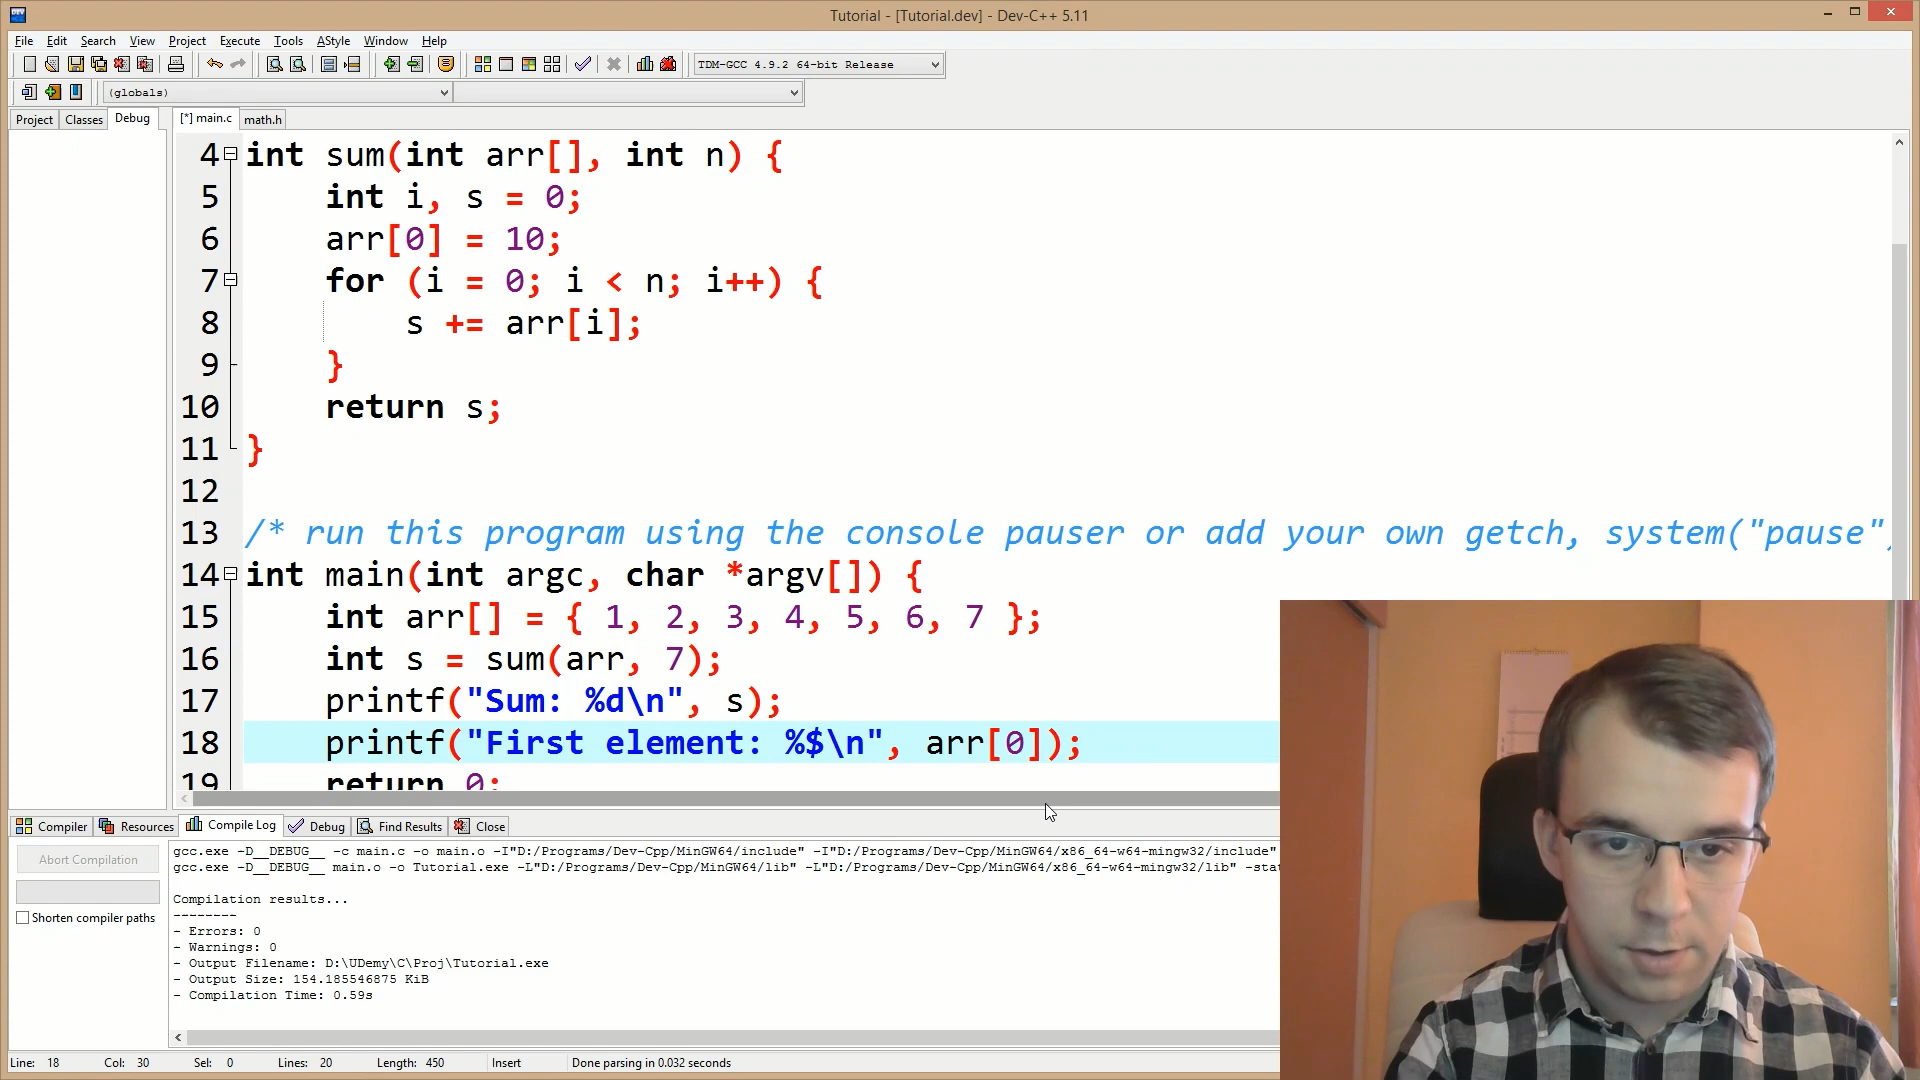 Tutorial - [Tutorial.dev] - Dev-C++ 5.11
File Edit Search View Project Execute Tools AStyle Window Help
TDM-GCC 4.9.2 64-bit Release
(globals)
Project Classes Debug [*] main.c math.h
4 int sum(int arr[], int n) {
5 int i, s = 0;
6 arr[0] = 10;
7 for (i = 0; i < n; i++) {
8 s += arr[i];
9 }
10 return s;
11 }
12
13 /* run this program using the console pauser or add your own getch, system("pause")
14 int main(int argc, char *argv[]) {
15 int arr[] = { 1, 2, 3, 4, 5, 6, 7 };
16 int s = sum(arr, 7);
17 printf("Sum: %d\n", s);
18 printf("First element: %$\n", arr[0]);
19 return 0;
Compiler Resources Compile Log Debug Find Results Close
Abort Compilation
Shorten compiler paths
gcc.exe -D__DEBUG__ -c main.c -o main.o -I"D:/Programs/Dev-Cpp/MinGW64/include" -I"D:/Programs/Dev-Cpp/MinGW64/x86_64-w64-mingw32/include"
gcc.exe -D__DEBUG__ main.o -o Tutorial.exe -L"D:/Programs/Dev-Cpp/MinGW64/lib" -L"D:/Programs/Dev-Cpp/MinGW64/x86_64-w64-mingw32/lib" -stat
Compilation results...
--------
- Errors: 0
- Warnings: 0
- Output Filename: D:\UDemy\C\Proj\Tutorial.exe
- Output Size: 154.185546875 KiB
- Compilation Time: 0.59s
Line: 18 Col: 30 Sel: 0 Lines: 20 Length: 450 Insert Done parsing in 0.032 seconds